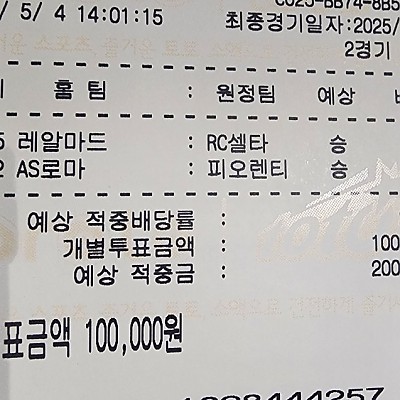 / 5/ 4 14:01:15
최종경기일자:2025/
2경기
홈 팀 : 원정팀 예상
5 레알마드 : RC셀타 승
2 AS로마 : 피오렌티 승
예상 적중배당률 :
개별투표금액 : 100
예상 적중금 : 200
표금액 100,000원